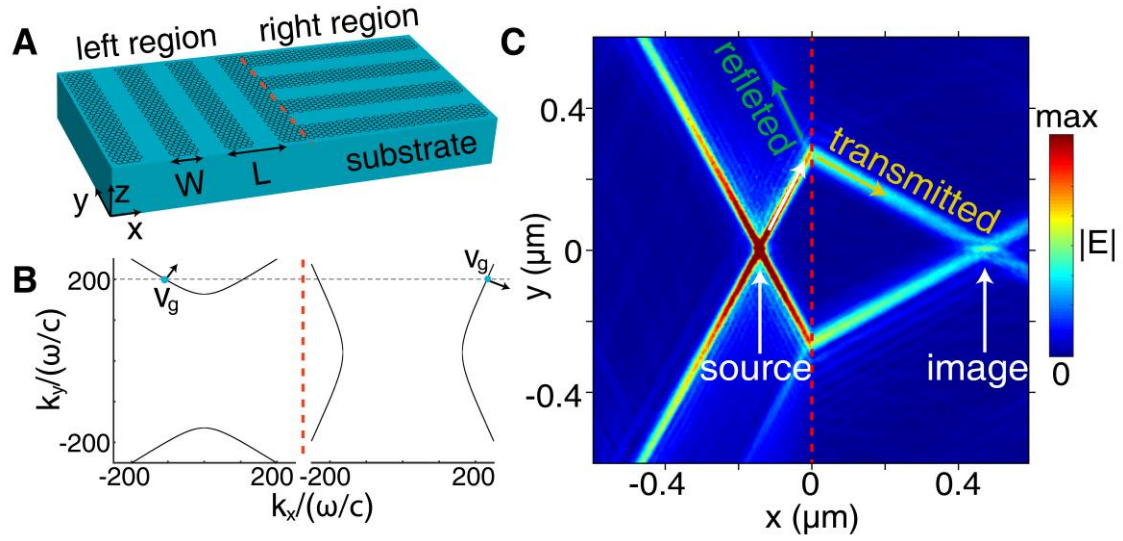 A
left region
right region
W
L
substrate
y
z
x
B
200
-200
k_y/(ω/c)
v_g
v_g
-200
200
-200
200
k_x/(ω/c)
C
0.4
0
-0.4
y (μm)
refleted
transmitted
source
image
-0.4
0
0.4
x (μm)
max
|E|
0